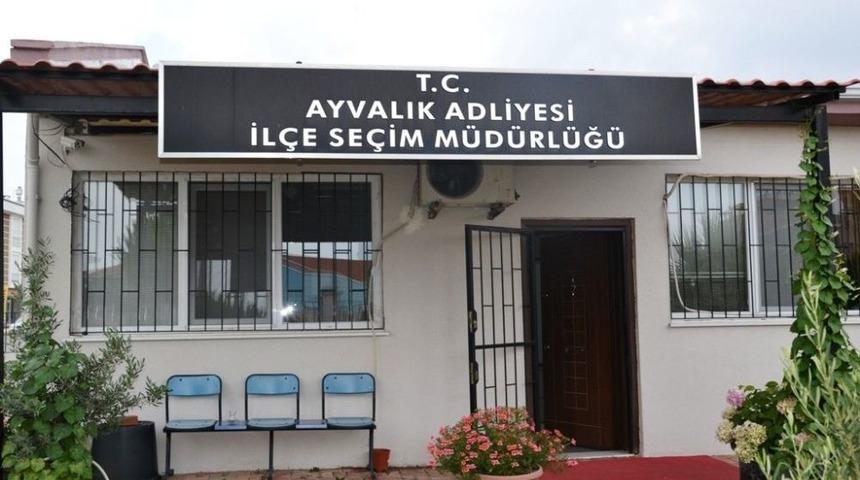 T.C.
AYVALIK ADLİYESİ
İLÇE SEÇİM MÜDÜRLÜĞÜ